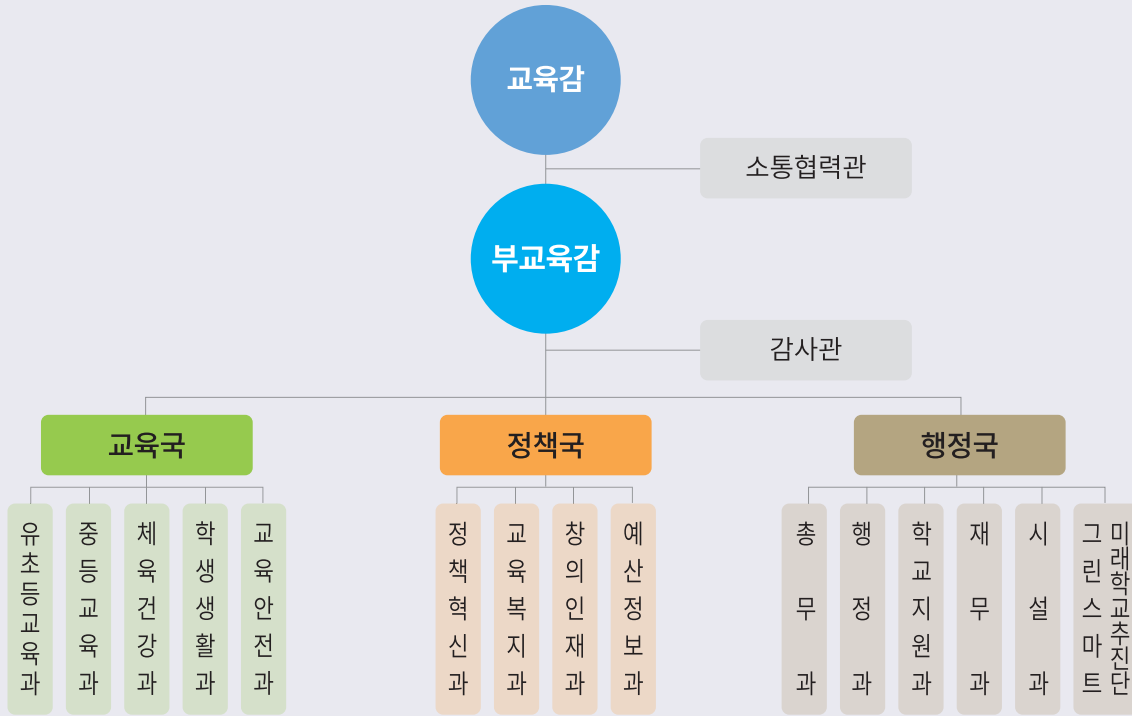 교육감
소통협력관
부교육감
감사관
교육국
정책국
행정국
유초등교육과
중등교육과
체육건강과
학생생활과
교육안전과
정책혁신과
교육복지과
창의인재과
예산정보과
총무과
행정과
학교지원과
재무과
시설과
그린스마트
미래학교추진단